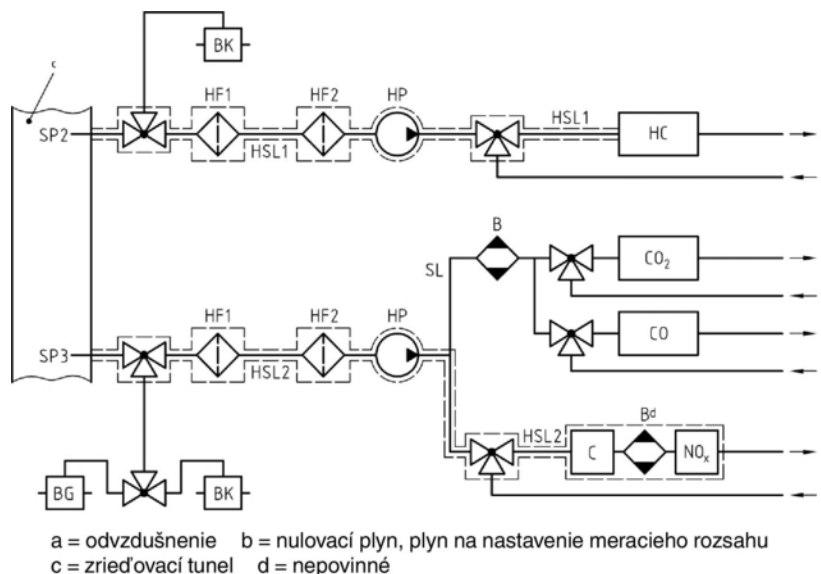 c
BK
HF1 HF2 HP
SP2 HSL1 HSL1 HC
B
SL CO₂
HF1 HF2 HP
CO
SP3 HSL2
HSL2 Bᵈ
C NOₓ
BG BK
a = odvzdušnenie b = nulovací plyn, plyn na nastavenie meracieho rozsahu
c = zrieďovací tunel d = nepovinné